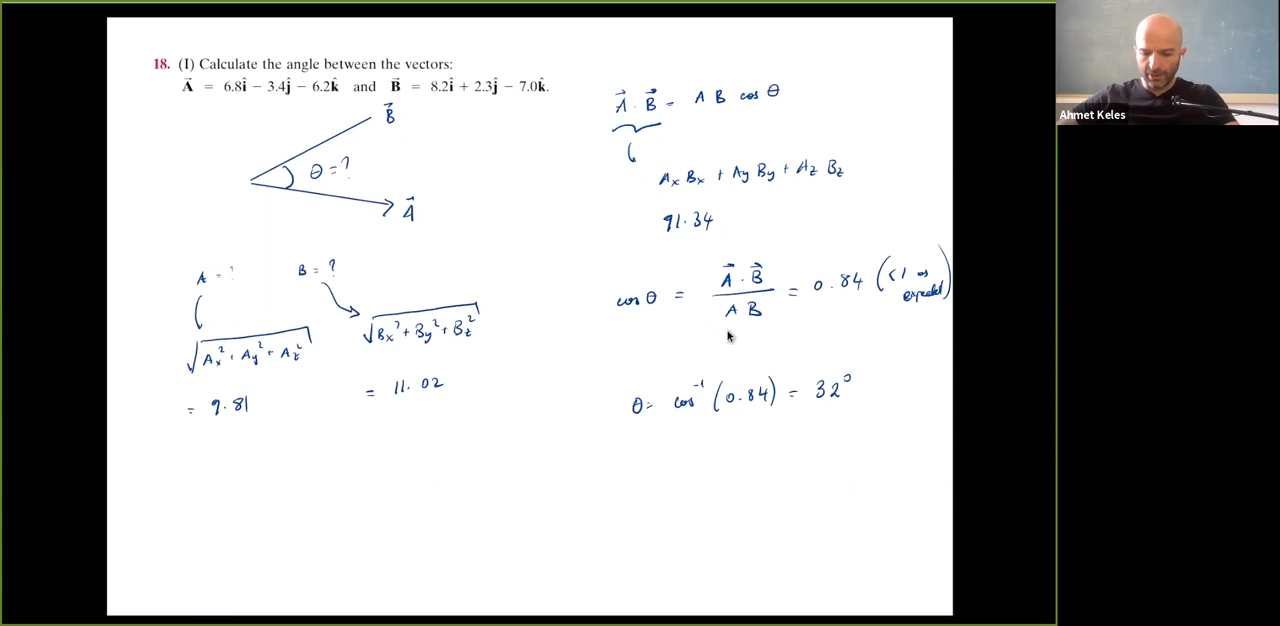 18. (I) Calculate the angle between the vectors:
A⃗ = 6.8î − 3.4ĵ − 6.2k̂ and B⃗ = 8.2î + 2.3ĵ − 7.0k̂.
B⃗
θ = ?
A⃗
A = ?
B = ?
√(Ax² + Ay² + Az²)
= 9.81
√(Bx² + By² + Bz²)
= 11.02
A⃗ · B⃗ = A B cos θ
Ax Bx + Ay By + Az Bz
91.34
cos θ = A⃗ · B⃗ / A B = 0.84 (<1 as
expected)
θ = cos⁻¹ (0.84) = 32°
Ahmet Keles